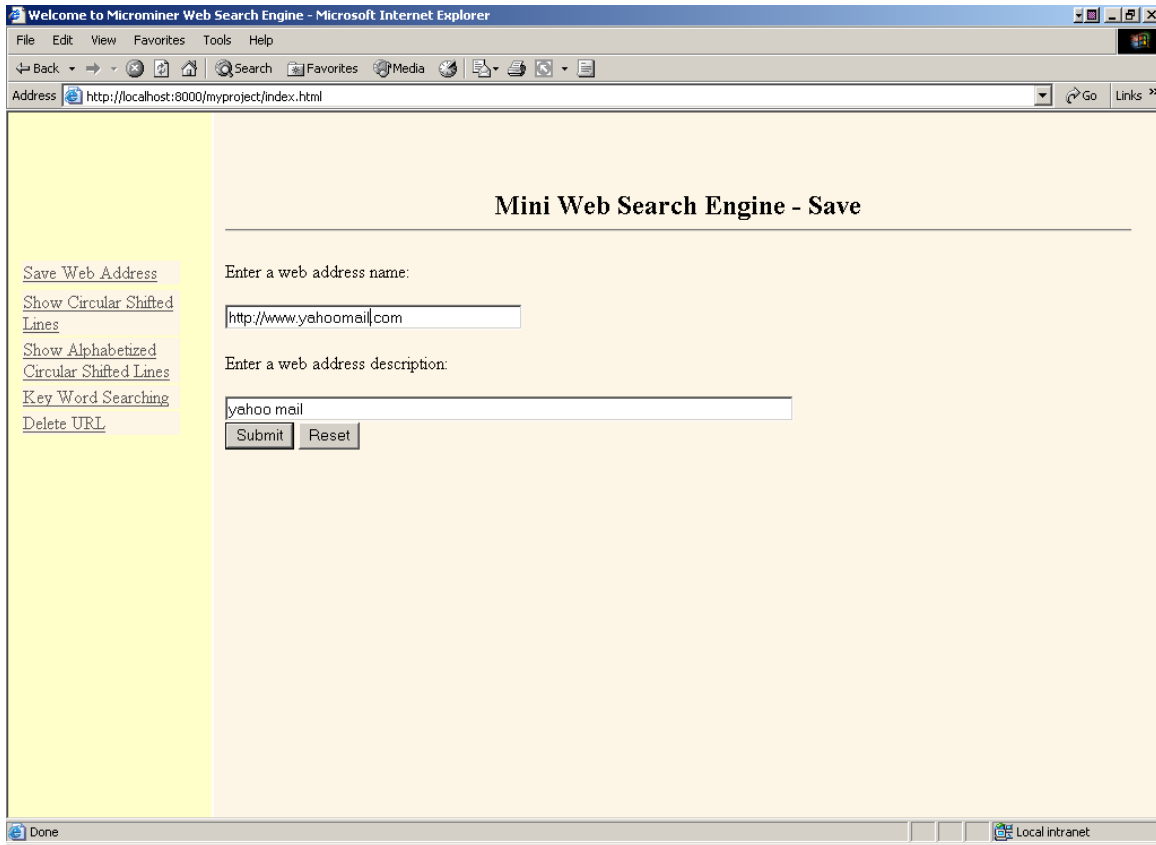 Welcome to Microminer Web Search Engine - Microsoft Internet Explorer
File Edit View Favorites Tools Help
Back Search Favorites Media
Address http://localhost:8000/myproject/index.html Go Links »
Mini Web Search Engine - Save
Save Web Address
Show Circular Shifted
Lines
Show Alphabetized
Circular Shifted Lines
Key Word Searching
Delete URL
Enter a web address name:
http://www.yahoomail.com
Enter a web address description:
yahoo mail
Submit Reset
Done Local intranet